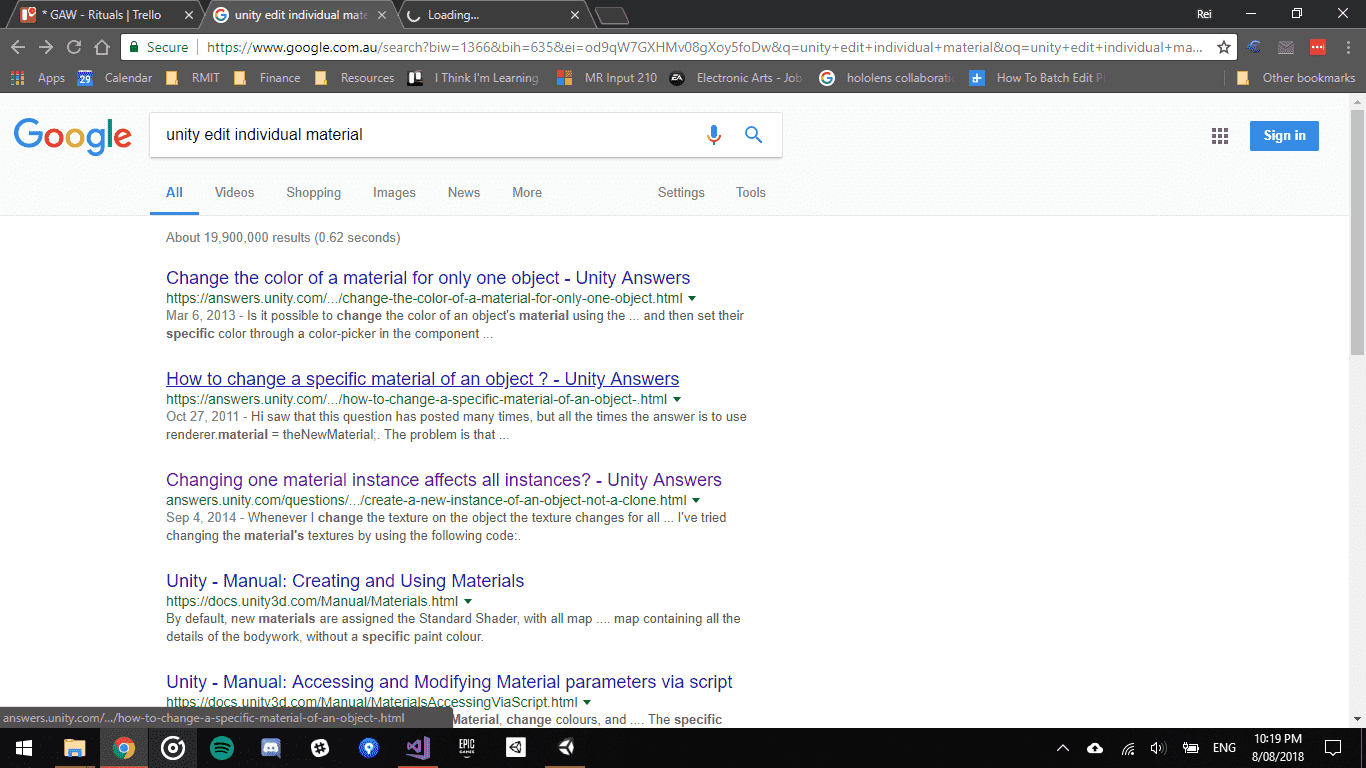 * GAW - Rituals | Trello
unity edit individual mate
Loading...
Rei
Secure
https://www.google.com.au/search?biw=1366&bih=635&ei=od9qW7GXHMv08gXoy5foDw&q=unity+edit+individual+material&oq=unity+edit+individual+ma...
Apps
29
Calendar
RMIT
Finance
Resources
I Think I'm Learning
MR Input 210
EA
Electronic Arts - Job
hololens collaborati
How To Batch Edit P
Other bookmarks
Google
unity edit individual material
Sign in
All
Videos
Shopping
Images
News
More
Settings
Tools
About 19,900,000 results (0.62 seconds)
Change the color of a material for only one object - Unity Answers
https://answers.unity.com/.../change-the-color-of-a-material-for-only-one-object.html
Mar 6, 2013 - Is it possible to change the color of an object's material using the ... and then set their
specific color through a color-picker in the component ...
How to change a specific material of an object ? - Unity Answers
https://answers.unity.com/.../how-to-change-a-specific-material-of-an-object-.html
Oct 27, 2011 - Hi saw that this question has posted many times, but all the times the answer is to use
renderer.material = theNewMaterial;. The problem is that ...
Changing one material instance affects all instances? - Unity Answers
answers.unity.com/questions/.../create-a-new-instance-of-an-object-not-a-clone.html
Sep 4, 2014 - Whenever I change the texture on the object the texture changes for all ... I've tried
changing the material's textures by using the following code:.
Unity - Manual: Creating and Using Materials
https://docs.unity3d.com/Manual/Materials.html
By default, new materials are assigned the Standard Shader, with all map .... map containing all the
details of the bodywork, without a specific paint colour.
Unity - Manual: Accessing and Modifying Material parameters via script
https://docs.unity3d.com/Manual/MaterialsAccessingViaScript.html
answers.unity.com/.../how-to-change-a-specific-material-of-an-object-.html
Material, change colours, and .... The specific
EPIC
GAMES
ENG
10:19 PM
8/08/2018